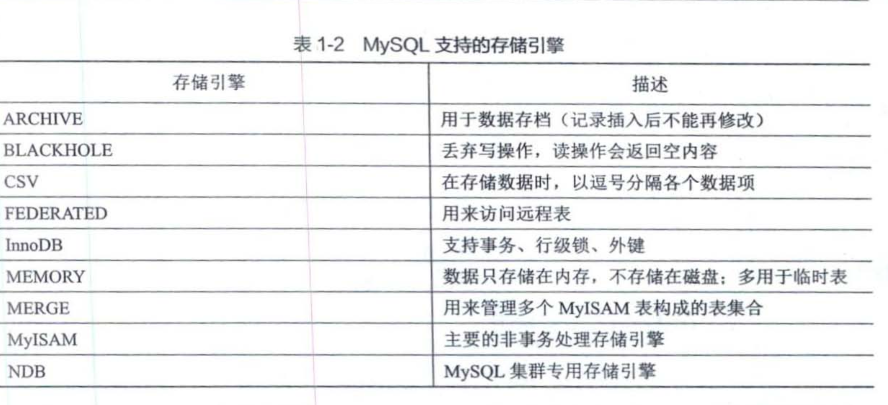 表 1-2 MySQL 支持的存储引擎
存储引擎 描述
ARCHIVE 用于数据存档（记录插入后不能再修改）
BLACKHOLE 丢弃写操作，读操作会返回空内容
CSV 在存储数据时，以逗号分隔各个数据项
FEDERATED 用来访问远程表
InnoDB 支持事务、行级锁、外键
MEMORY 数据只存储在内存，不存储在磁盘；多用于临时表
MERGE 用来管理多个 MyISAM 表构成的表集合
MyISAM 主要的非事务处理存储引擎
NDB MySQL 集群专用存储引擎